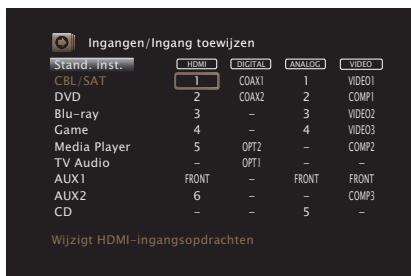 Ingangen/Ingang toewijzen
Stand. inst. HDMI DIGITAL ANALOG VIDEO
CBL/SAT 1 COAX1 1 VIDEO1
DVD 2 COAX2 2 COMP1
Blu-ray 3 – 3 VIDEO2
Game 4 – 4 VIDEO3
Media Player 5 OPT2 – COMP2
TV Audio – OPT1 – –
AUX1 FRONT – FRONT FRONT
AUX2 6 – – COMP3
CD – – 5 –
Wijzigt HDMI-ingangsopdrachten